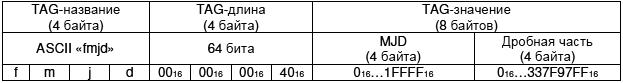 TAG-название TAG-длина TAG-значение
(4 байта) (4 байта) (8 байтов)
ASCII «fmjd» 64 бита MJD Дробная часть
(4 байта) (4 байта)
f m j d 00₁₆ 00₁₆ 00₁₆ 40₁₆ 0₁₆…1FFFF₁₆ 0₁₆…337F97FF₁₆